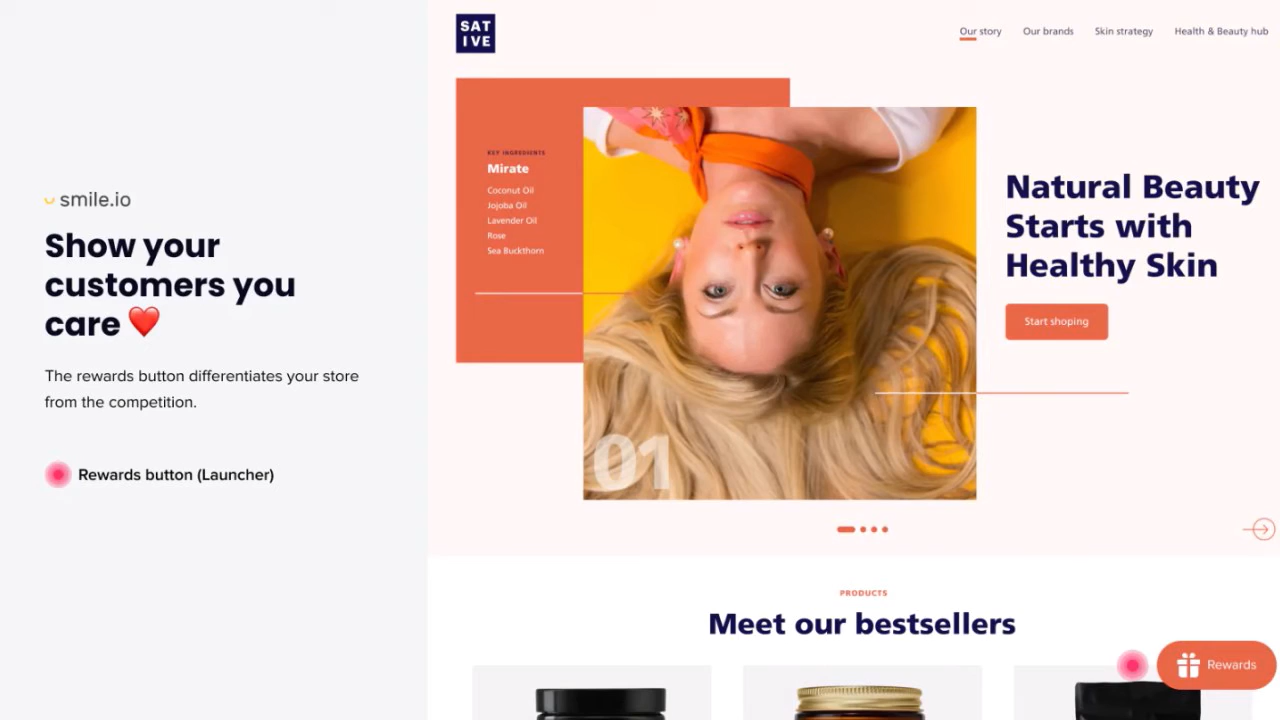 smile.io
Show your
customers you
care ❤️
The rewards button differentiates your store
from the competition.
Rewards button (Launcher)
SAT
IVE
Our story
Our brands
Skin strategy
Health & Beauty hub
KEY INGREDIENTS
Mirate
Coconut Oil
Jojoba Oil
Lavender Oil
Rose
Sea Buckthorn
01
Natural Beauty
Starts with
Healthy Skin
Start shoping
PRODUCTS
Meet our bestsellers
Rewards